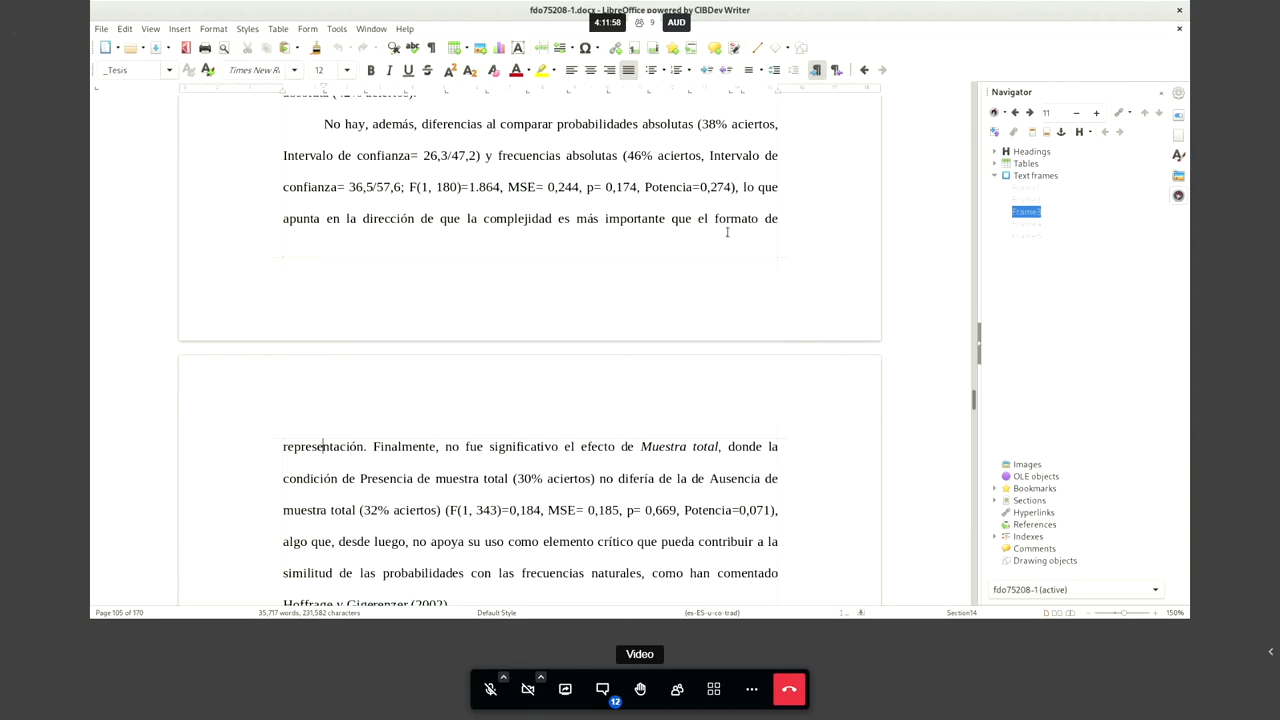 fdo75208-1.docx - LibreOffice powered by CIBDev Writer
4:11:58
9
AUD
File Edit View Insert Format Styles Table Form Tools Window Help
_Tesis
Times New R
12
Navigator
11
Headings
Tables
Text frames
Frame3
Images
OLE objects
Bookmarks
Sections
Hyperlinks
References
Indexes
Comments
Drawing objects
fdo75208-1 (active)
No hay, además, diferencias al comparar probabilidades absolutas (38% aciertos,
Intervalo de confianza= 26,3/47,2) y frecuencias absolutas (46% aciertos, Intervalo de
confianza= 36,5/57,6; F(1, 180)=1.864, MSE= 0,244, p= 0,174, Potencia=0,274), lo que
apunta en la dirección de que la complejidad es más importante que el formato de
representación. Finalmente, no fue significativo el efecto de Muestra total, donde la
condición de Presencia de muestra total (30% aciertos) no difería de la de Ausencia de
muestra total (32% aciertos) (F(1, 343)=0,184, MSE= 0,185, p= 0,669, Potencia=0,071),
algo que, desde luego, no apoya su uso como elemento crítico que pueda contribuir a la
similitud de las probabilidades con las frecuencias naturales, como han comentado
Hoffrage y Gigerenzer (2002).
Page 105 of 170
35,717 words, 231,582 characters
Default Style
(es-ES-u-co-trad)
Section14
150%
Video
12